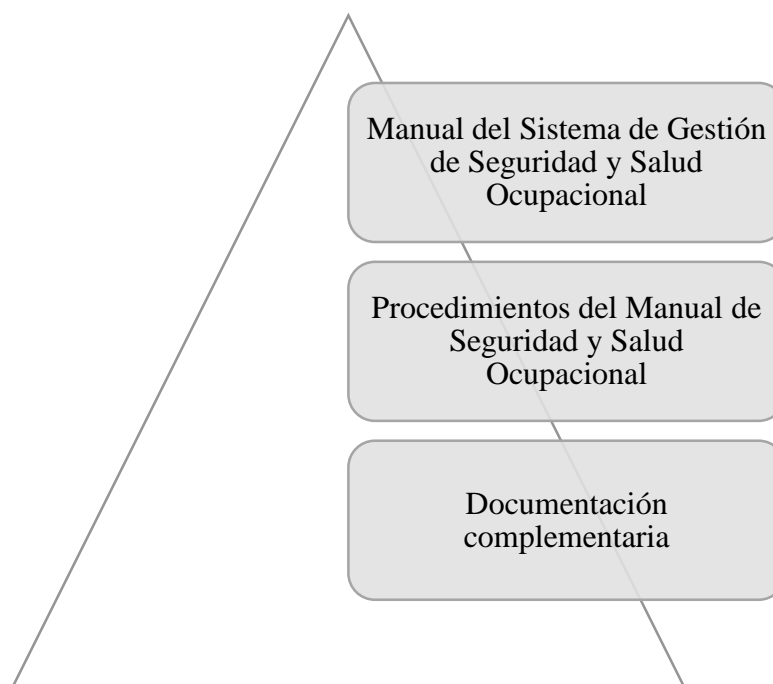 Manual del Sistema de Gestión
de Seguridad y Salud
Ocupacional
Procedimientos del Manual de
Seguridad y Salud
Ocupacional
Documentación
complementaria